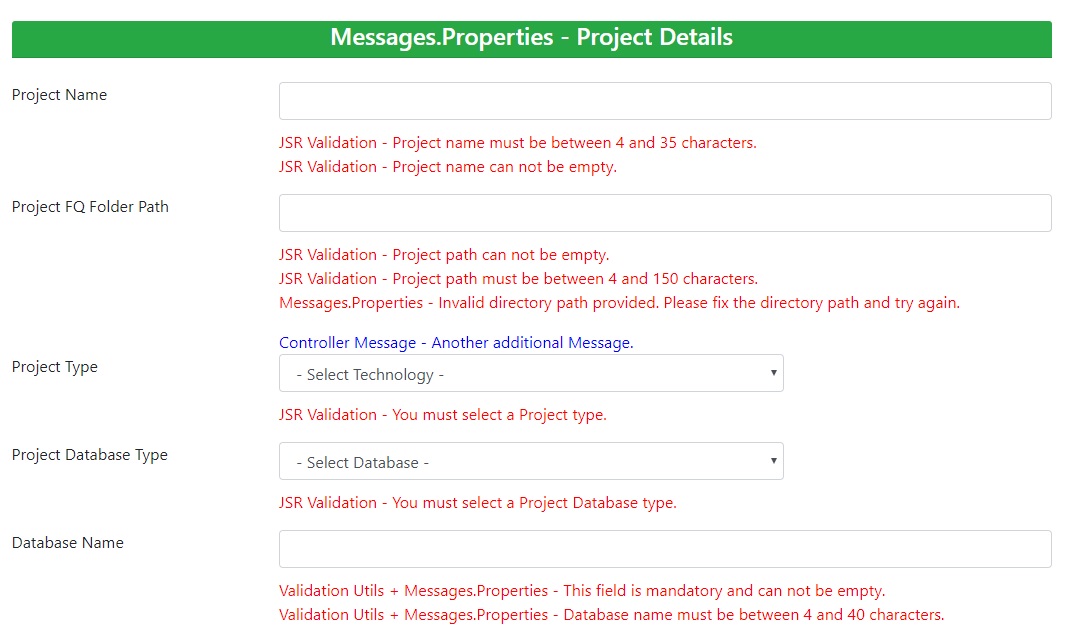 Messages.Properties - Project Details
Project Name
JSR Validation - Project name must be between 4 and 35 characters.
JSR Validation - Project name can not be empty.
Project FQ Folder Path
JSR Validation - Project path can not be empty.
JSR Validation - Project path must be between 4 and 150 characters.
Messages.Properties - Invalid directory path provided. Please fix the directory path and try again.
Controller Message - Another additional Message.
Project Type
- Select Technology -
JSR Validation - You must select a Project type.
Project Database Type
- Select Database -
JSR Validation - You must select a Project Database type.
Database Name
Validation Utils + Messages.Properties - This field is mandatory and can not be empty.
Validation Utils + Messages.Properties - Database name must be between 4 and 40 characters.